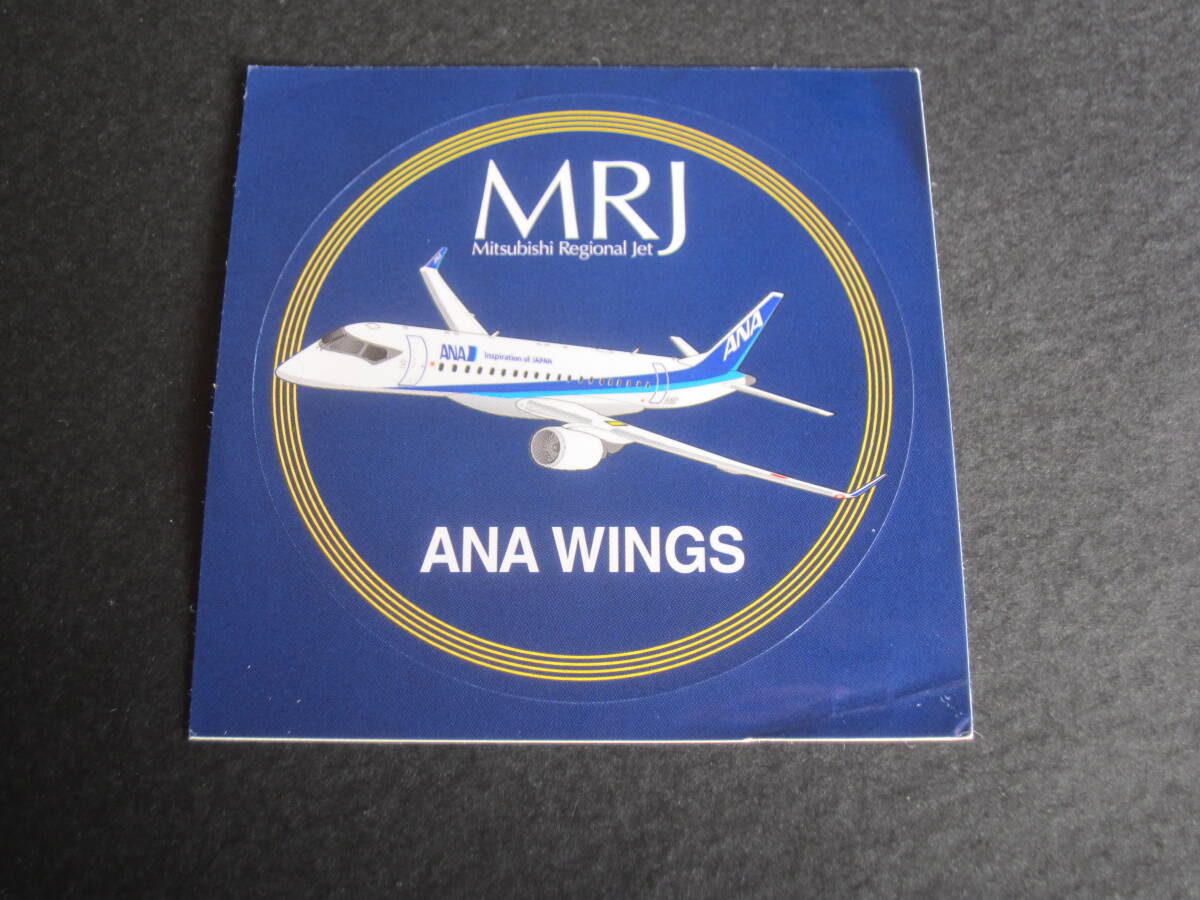 MRJ
Mitsubishi Regional Jet
ANA
ANA
Inspiration of JAPAN
ANA WINGS